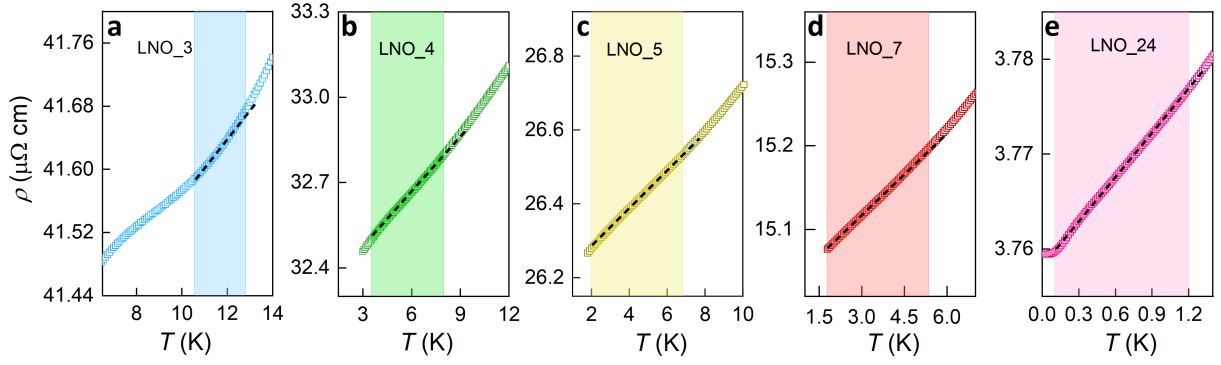 a
LNO_3
ρ (μΩ cm)
41.76
41.68
41.60
41.52
41.44
8
10
12
14
T (K)
b
LNO_4
33.3
33.0
32.7
32.4
3
6
9
12
T (K)
c
LNO_5
26.8
26.6
26.4
26.2
2
4
6
8
10
T (K)
d
LNO_7
15.3
15.2
15.1
1.5
3.0
4.5
6.0
T (K)
e
LNO_24
3.78
3.77
3.76
0.0
0.3
0.6
0.9
1.2
T (K)